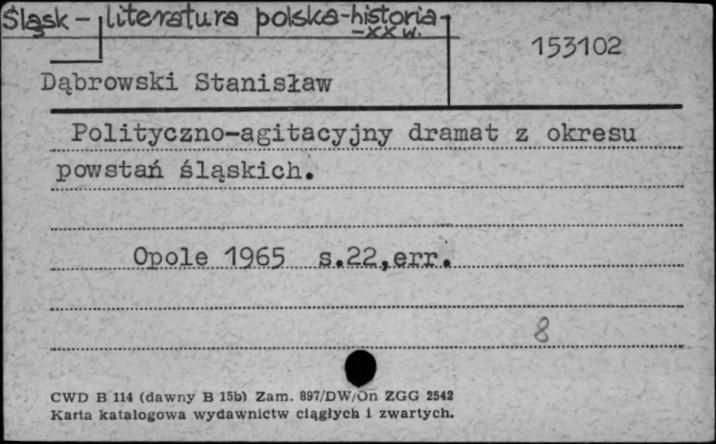 Śląsk - literatura polska-historia-
-XX w.
153102
Dąbrowski Stanisław
Polityczno-agitacyjny dramat z okresu
powstań śląskich.
Opole 1965 s.22,err.
8
CWD B 114 (dawny B 15b) Zam. 897/DW/On ZGG 2542
Karta katalogowa wydawnictw ciągłych i zwartych.